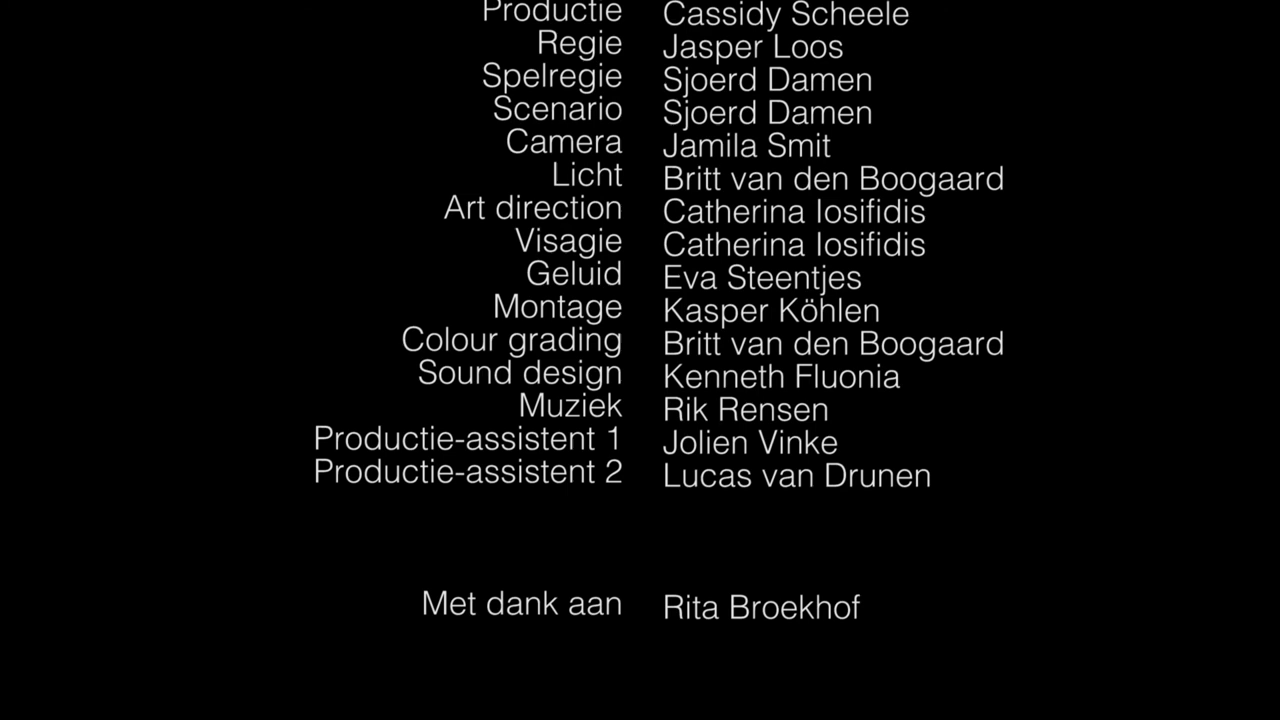 Productie Cassidy Scheele
Regie Jasper Loos
Spelregie Sjoerd Damen
Scenario Sjoerd Damen
Camera Jamila Smit
Licht Britt van den Boogaard
Art direction Catherina Iosifidis
Visagie Catherina Iosifidis
Geluid Eva Steentjes
Montage Kasper Köhlen
Colour grading Britt van den Boogaard
Sound design Kenneth Fluonia
Muziek Rik Rensen
Productie-assistent 1 Jolien Vinke
Productie-assistent 2 Lucas van Drunen
Met dank aan Rita Broekhof